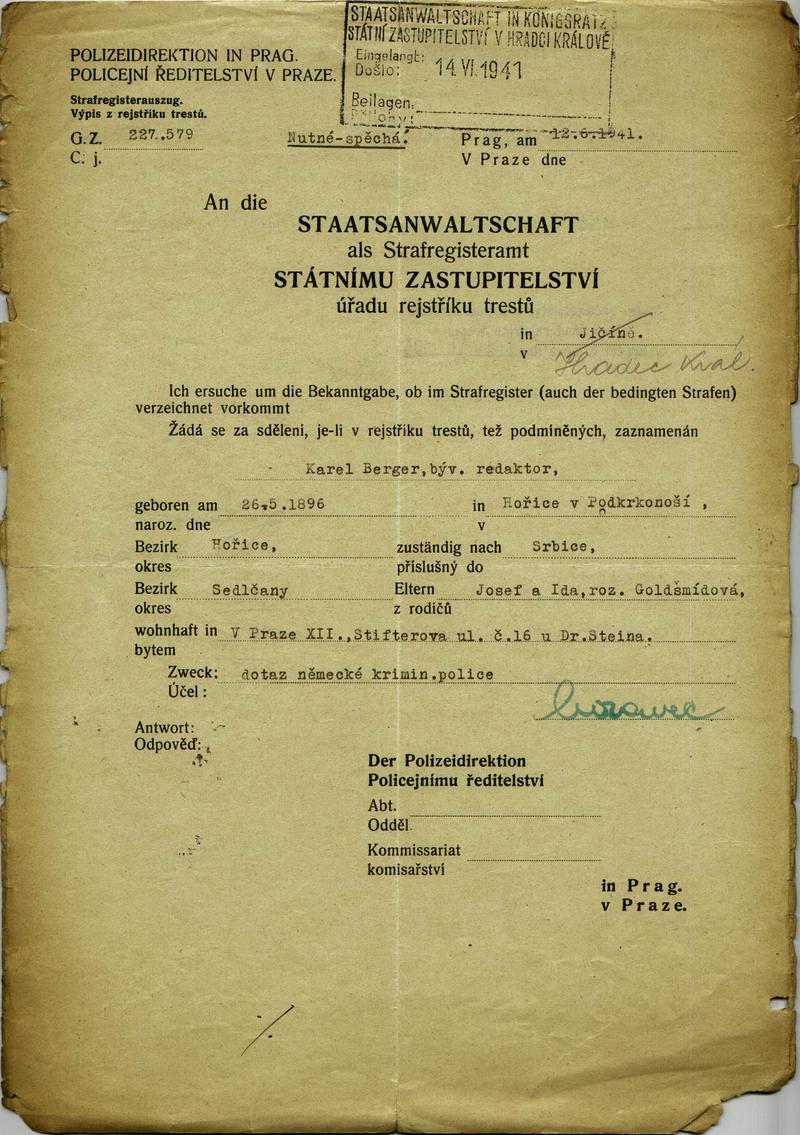 STAATSANWALTSCHAFT IN KÖNIGGRÄTZ
STÁTNÍ ZASTUPITELSTVÍ V HRADCI KRÁLOVÉ
Eingelangt:
Došlo: 14 VI. 1941
Beilagen:
POLIZEIDIREKTION IN PRAG.
POLICEJNÍ ŘEDITELSTVÍ V PRAZE.
Strafregisterauszug.
Výpis z rejstříku trestů.
G. Z. 227.579 Nutné-spěchá! Prag, am 12.6.1941.
C. j. V Praze dne
An die
STAATSANWALTSCHAFT
als Strafregisteramt
STÁTNÍMU ZASTUPITELSTVÍ
úřadu rejstříku trestů
in Jičíně.
v Hradec Král.
Ich ersuche um die Bekanntgabe, ob im Strafregister (auch der bedingten Strafen)
verzeichnet vorkommt
Žádá se za sdělení, je-li v rejstříku trestů, též podmíněných, zaznamenán
Karel Berger,býv. redaktor,
geboren am 26.5.1896 in Hořice v Podkrkonoší ,
naroz. dne v
Bezirk Hořice, zuständig nach Srbice,
okres příslušný do
Bezirk Sedlčany Eltern Josef a Ida,roz. Goldšmídová,
okres z rodičů
wohnhaft in V Praze XII.,Stifterova ul. č.16 u Dr.Steina.
bytem
Zweck: dotaz německé krimin.police
Účel :
Antwort:
Odpověď:
Der Polizeidirektion
Policejnímu ředitelství
Abt.
Odděl.
Kommissariat
komisařství
in Prag.
v Praze.